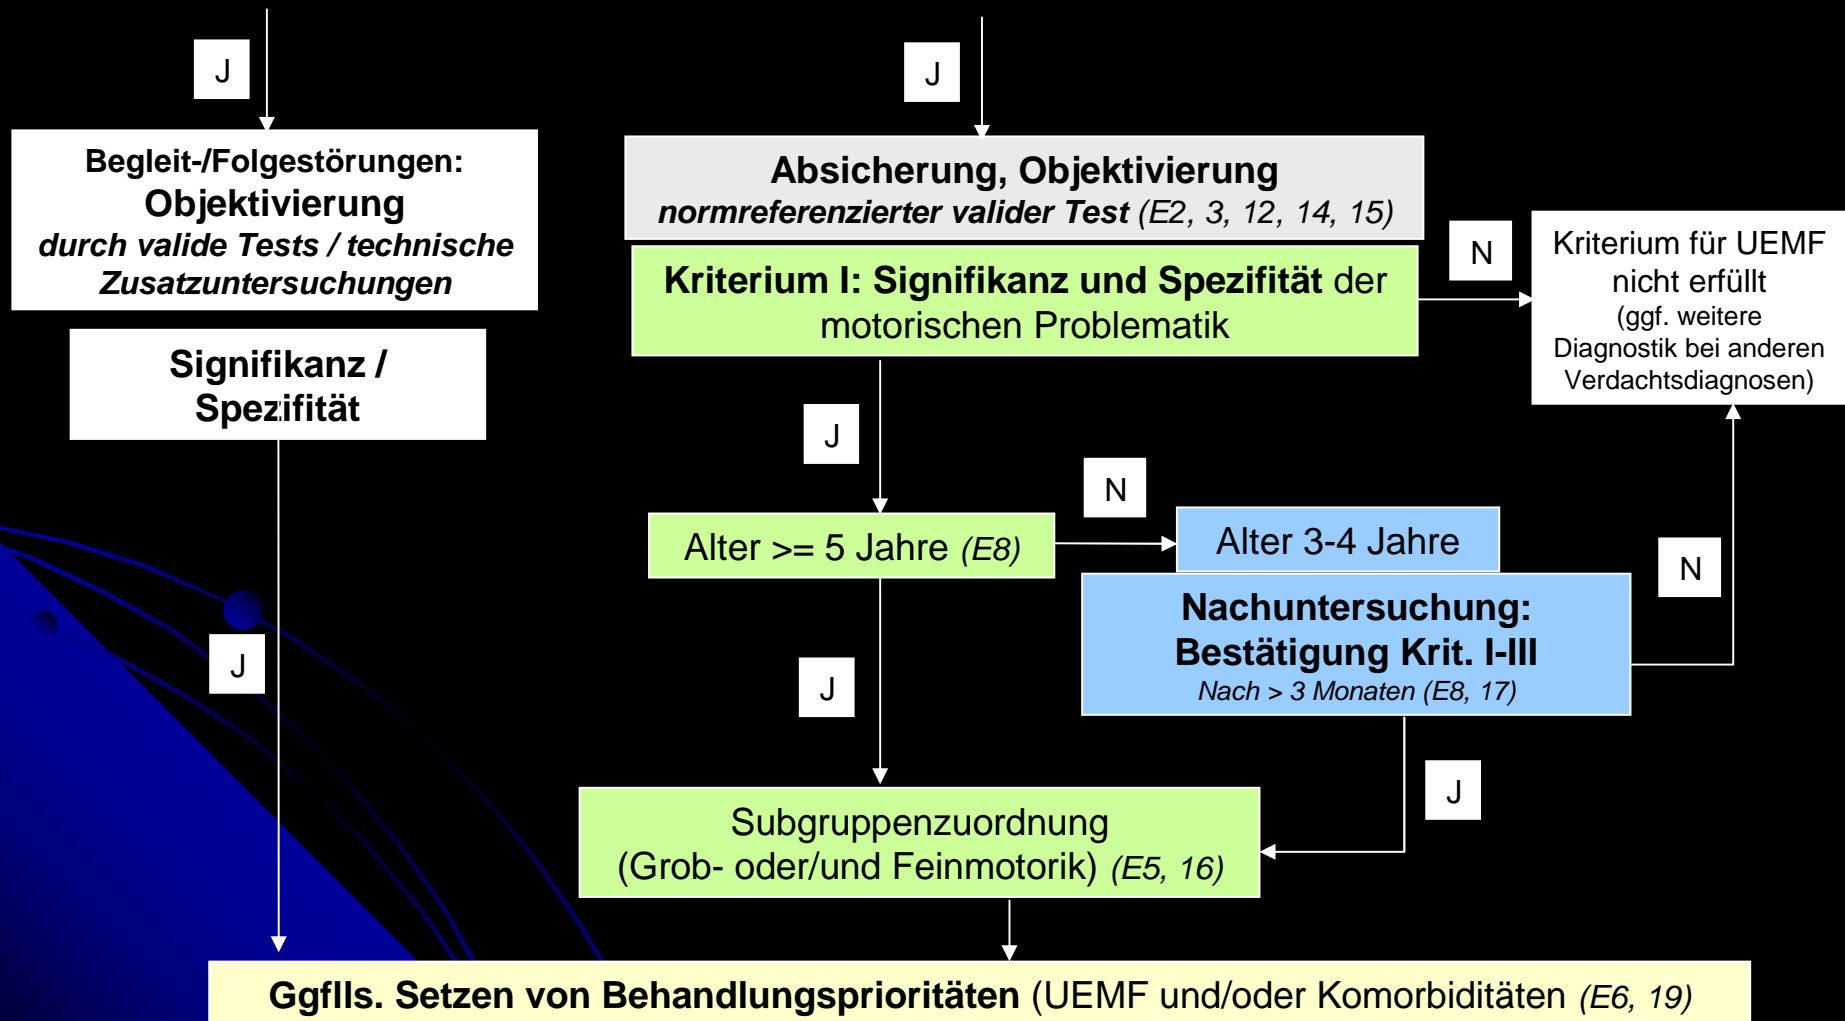 J
Begleit-/Folgestörungen:
Objektivierung
durch valide Tests / technische
Zusatzuntersuchungen
Signifikanz /
Spezifität
J
J
Absicherung, Objektivierung
normreferenzierter valider Test (E2, 3, 12, 14, 15)
Kriterium I: Signifikanz und Spezifität der
motorischen Problematik
N
Kriterium für UEMF
nicht erfüllt
(ggf. weitere
Diagnostik bei anderen
Verdachtsdiagnosen)
J
Alter >= 5 Jahre (E8)
N
Alter 3-4 Jahre
Nachuntersuchung:
Bestätigung Krit. I-III
Nach > 3 Monaten (E8, 17)
N
J
J
Subgruppenzuordnung
(Grob- oder/und Feinmotorik) (E5, 16)
Ggflls. Setzen von Behandlungsprioritäten (UEMF und/oder Komorbiditäten (E6, 19)